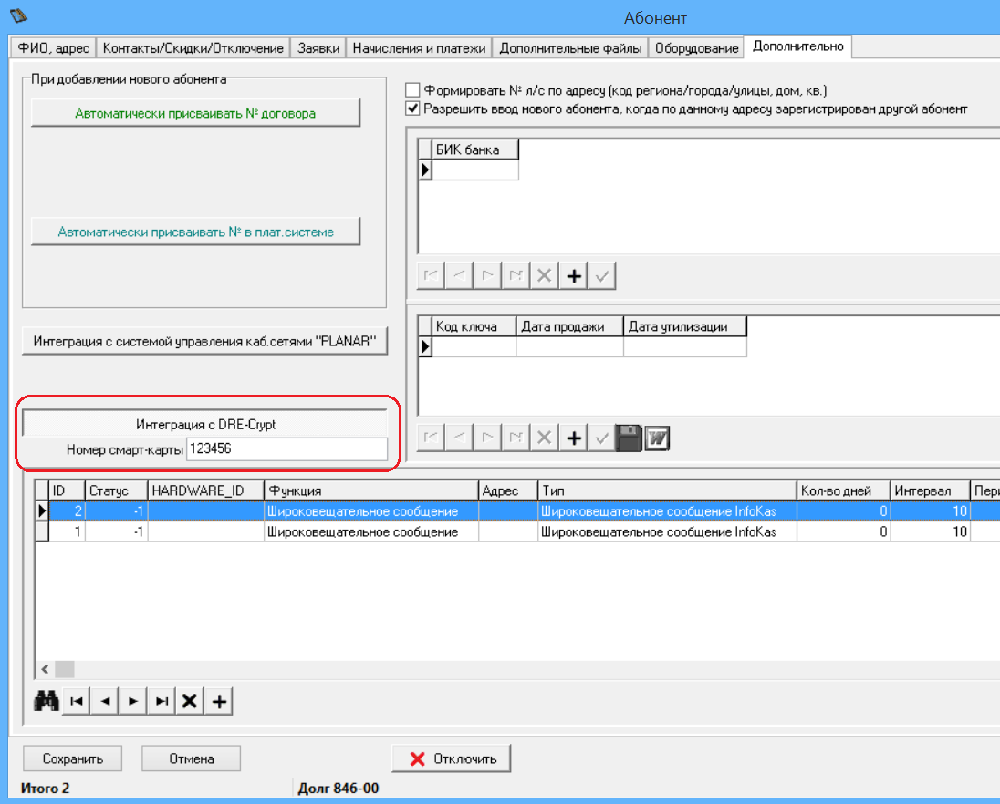 Абонент
ФИО, адрес Контакты/Скидки/Отключение Заявки Начисления и платежи Дополнительные файлы Оборудование Дополнительно
При добавлении нового абонента
Автоматически присваивать № договора
Автоматически присваивать № в плат.системе
Формировать № л/с по адресу (код региона/города/улицы, дом, кв.)
Разрешить ввод нового абонента, когда по данному адресу зарегистрирован другой абонент
БИК банка
Интеграция с системой управления каб.сетями "PLANAR"
Код ключа Дата продажи Дата утилизации
W
Интеграция с DRE-Crypt
Номер смарт-карты 123456
ID Статус HARDWARE_ID Функция Адрес Тип Кол-во дней Интервал Пери
2 -1 Широковещательное сообщение Широковещательное сообщение InfoKas 0 10
1 -1 Широковещательное сообщение Широковещательное сообщение InfoKas 0 10
Сохранить Отмена Отключить
Итого 2 Долг 846-00